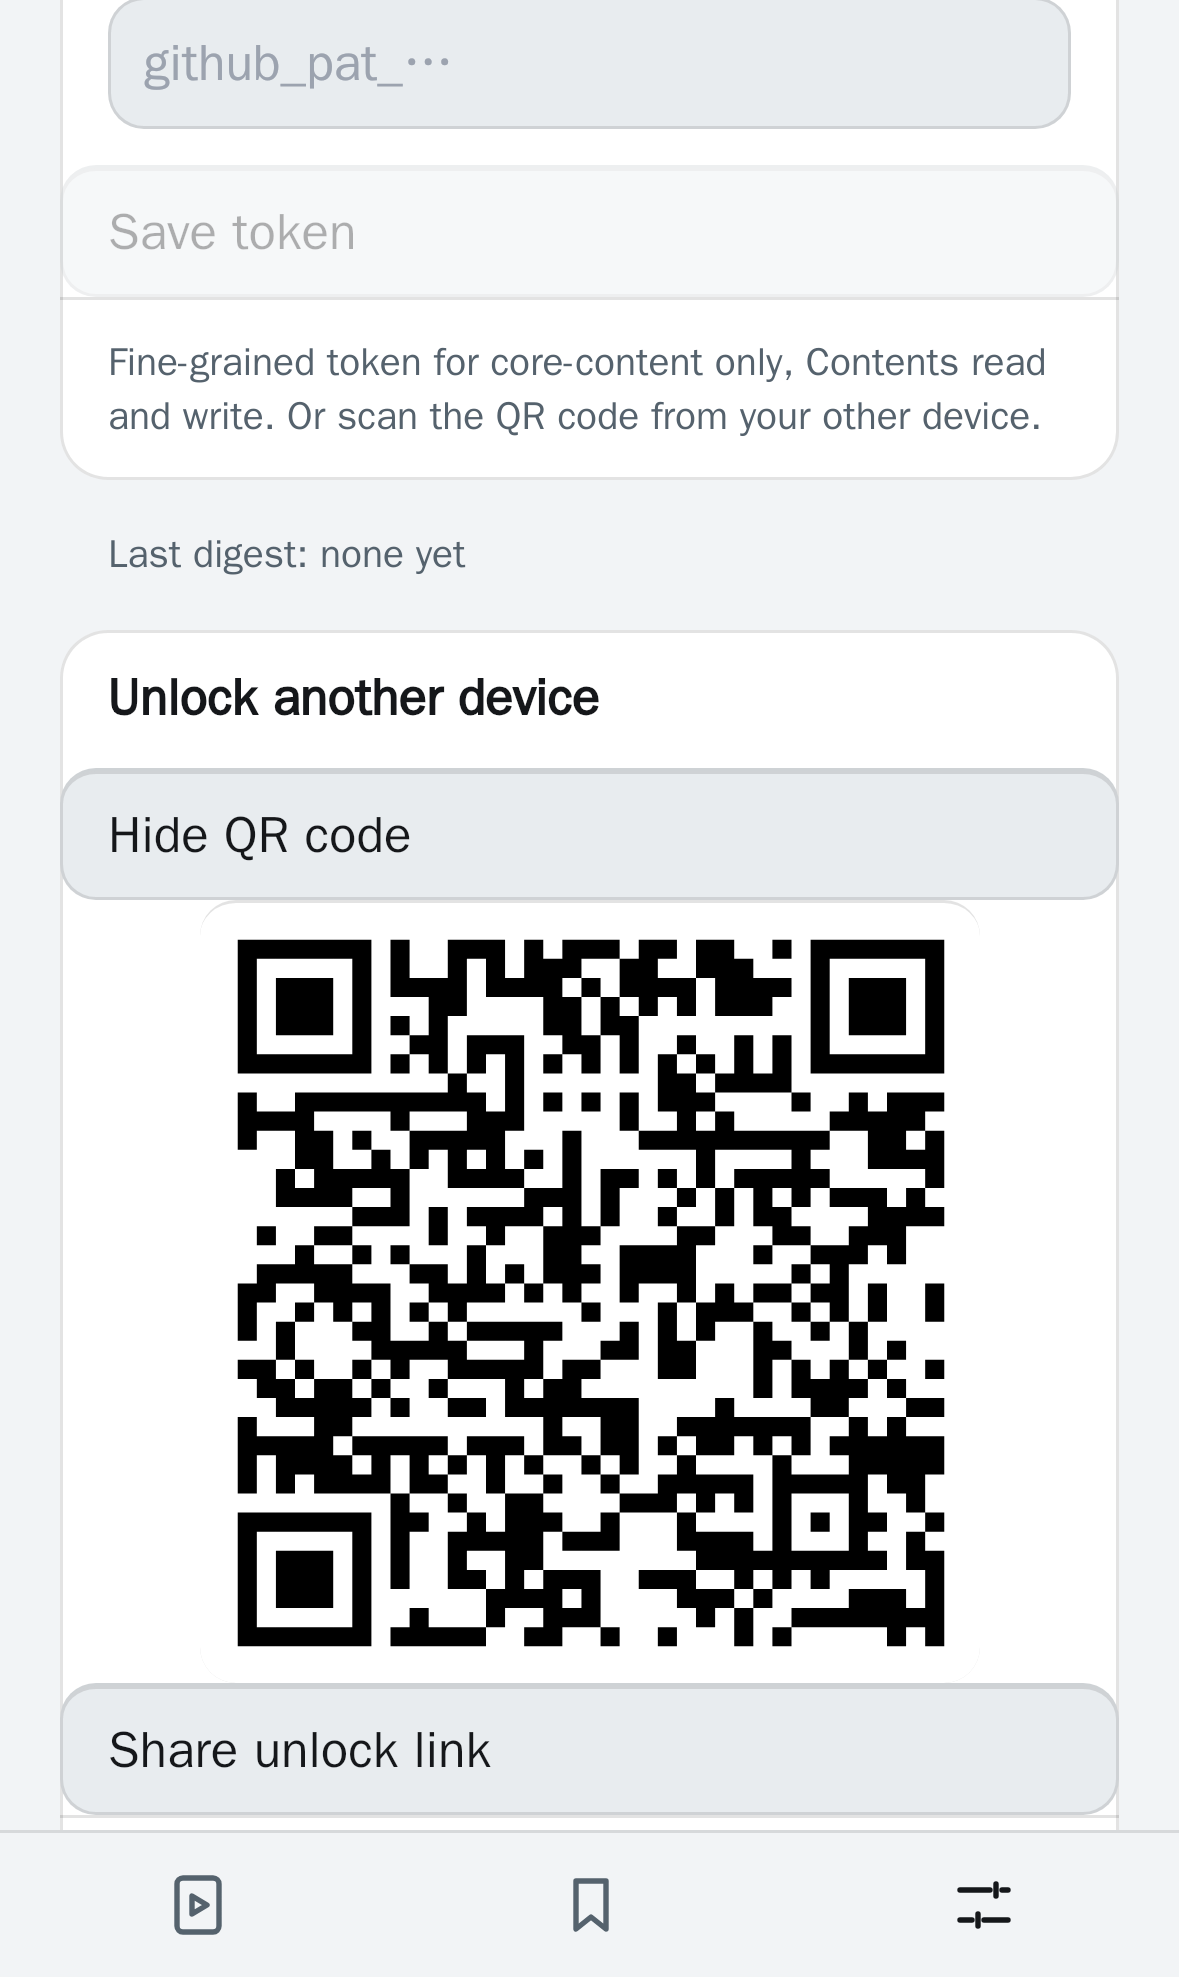 github_pat_…
Save token
Fine-grained token for core-content only, Contents read
and write. Or scan the QR code from your other device.
Last digest: none yet
Unlock another device
Hide QR code
Share unlock link